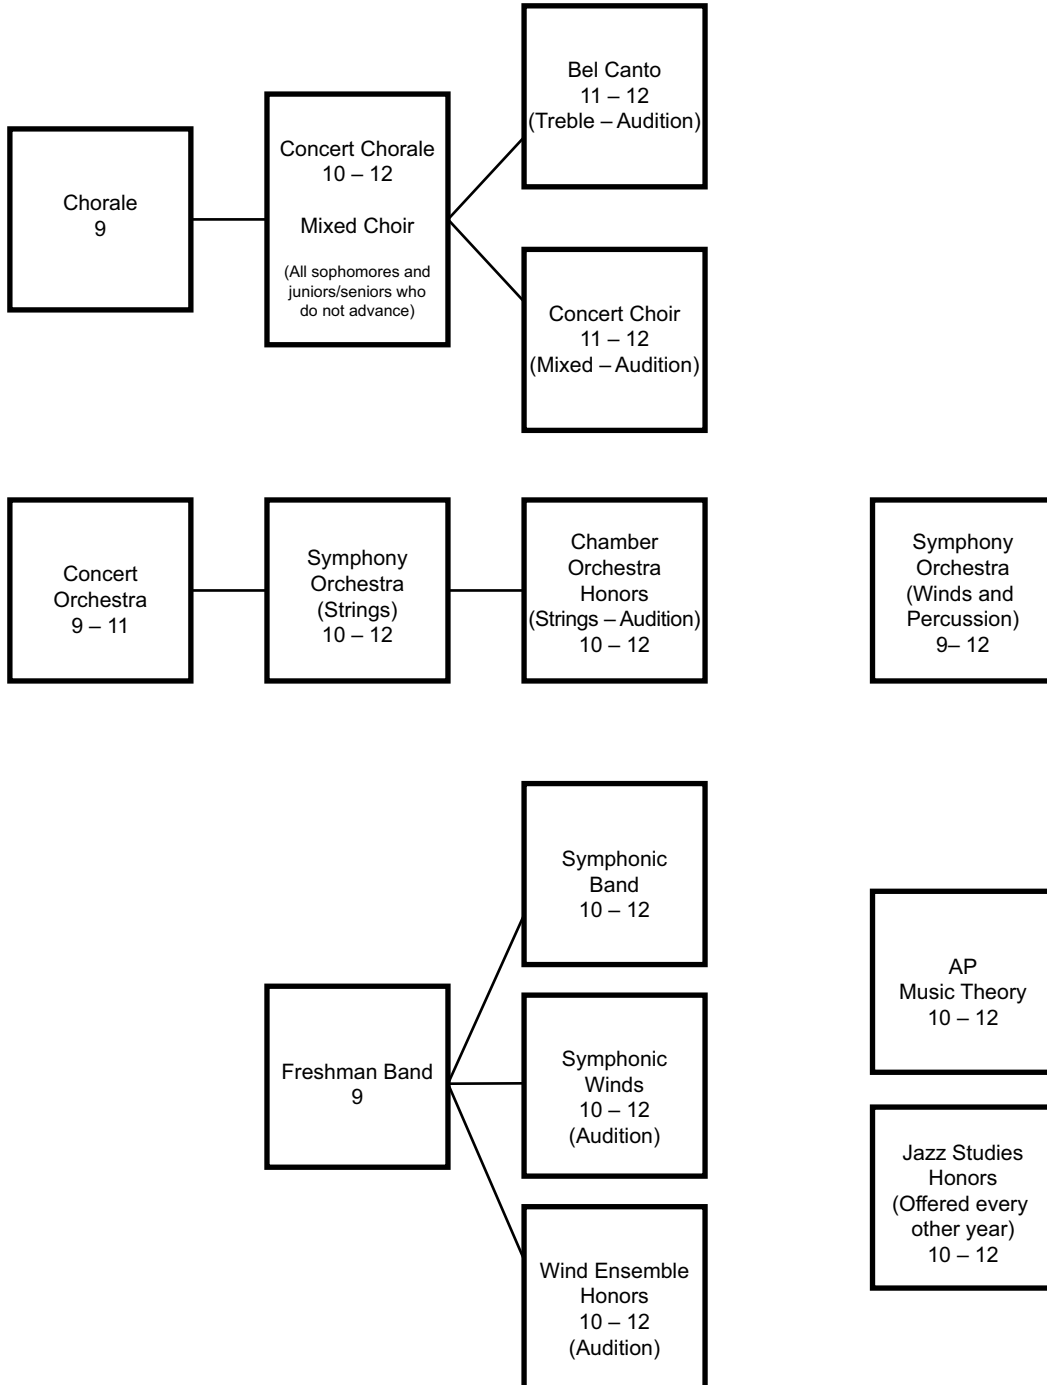 Bel Canto
11 – 12
(Treble – Audition)
Concert Chorale
10 – 12
Mixed Choir
(All sophomores and
juniors/seniors who
do not advance)
Chorale
9
Concert Choir
11 – 12
(Mixed – Audition)
Concert
Orchestra
9 – 11
Symphony
Orchestra
(Strings)
10 – 12
Chamber
Orchestra
Honors
(Strings – Audition)
10 – 12
Symphony
Orchestra
(Winds and
Percussion)
9– 12
Symphonic
Band
10 – 12
AP
Music Theory
10 – 12
Freshman Band
9
Symphonic
Winds
10 – 12
(Audition)
Jazz Studies
Honors
(Offered every
other year)
10 – 12
Wind Ensemble
Honors
10 – 12
(Audition)